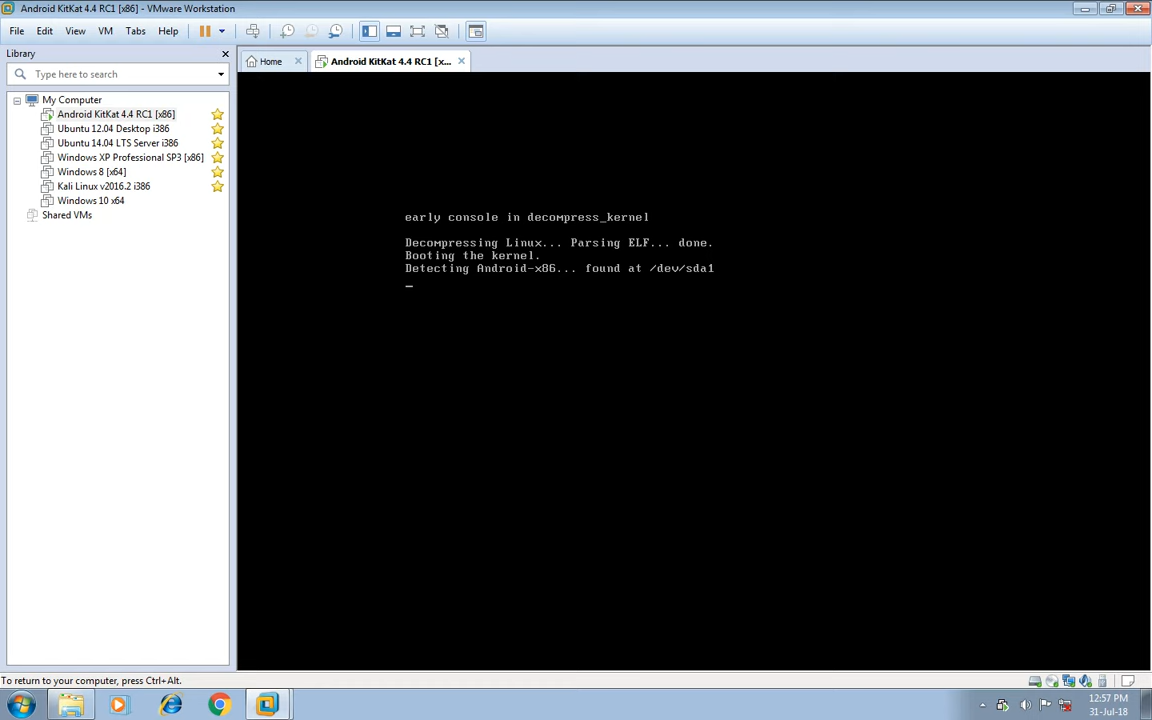 Android KitKat 4.4 RC1 [x86] - VMware Workstation
File Edit View VM Tabs Help
Library
Type here to search
My Computer
Android KitKat 4.4 RC1 [x86]
Ubuntu 12.04 Desktop i386
Ubuntu 14.04 LTS Server i386
Windows XP Professional SP3 [x86]
Windows 8 [x64]
Kali Linux v2016.2 i386
Windows 10 x64
Shared VMs
Home
Android KitKat 4.4 RC1 [x...
early console in decompress_kernel
Decompressing Linux... Parsing ELF... done.
Booting the kernel.
Detecting Android-x86... found at /dev/sda1
_
To return to your computer, press Ctrl+Alt.
12:57 PM
31-Jul-18